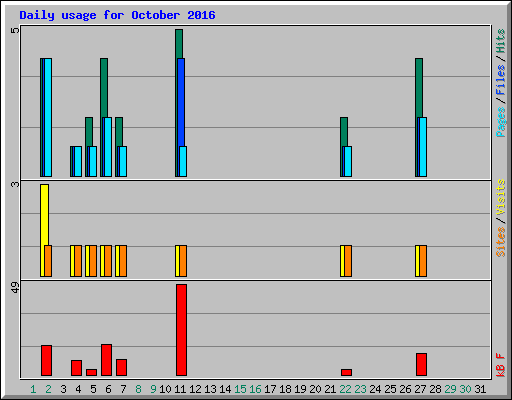 Daily usage for October 2016
5
3
49
Pages/Files/Hits
Sites/Visits
kB F
1 2 3 4 5 6 7 8 9 10 11 12 13 14 15 16 17 18 19 20 21 22 23 24 25 26 27 28 29 30 31